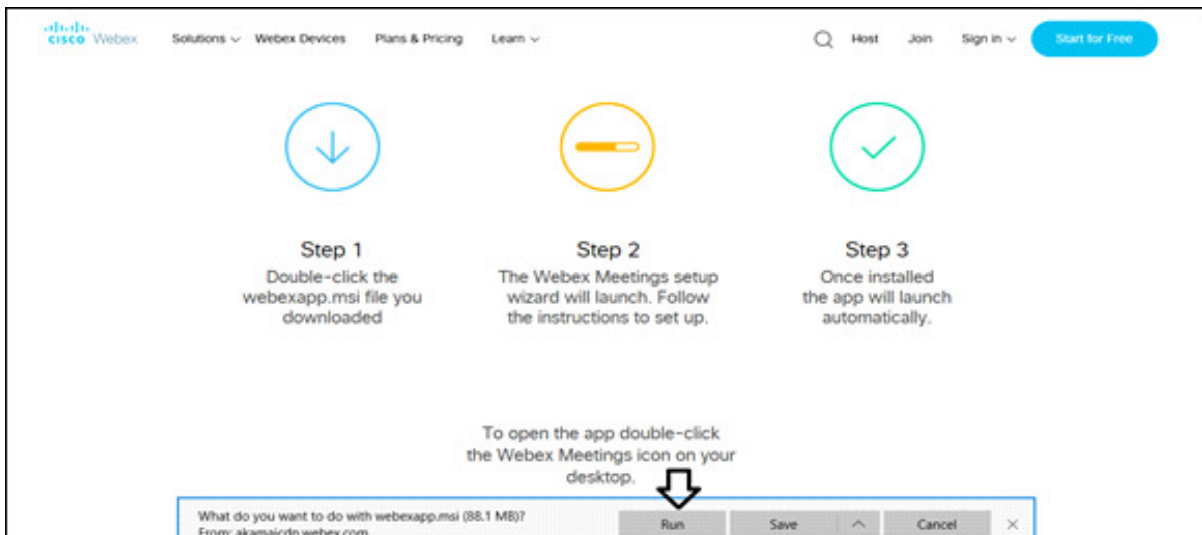 CISCO Webex Solutions Webex Devices Plans & Pricing Learn Host Join Sign in Start for Free
Step 1
Double-click the
webexapp.msi file you
downloaded
Step 2
The Webex Meetings setup
wizard will launch. Follow
the instructions to set up.
Step 3
Once installed
the app will launch
automatically.
To open the app double-click
the Webex Meetings icon on your
desktop.
What do you want to do with webexapp.msi (88.1 MB)?
From: akamaicdn.webex.com
Run Save Cancel